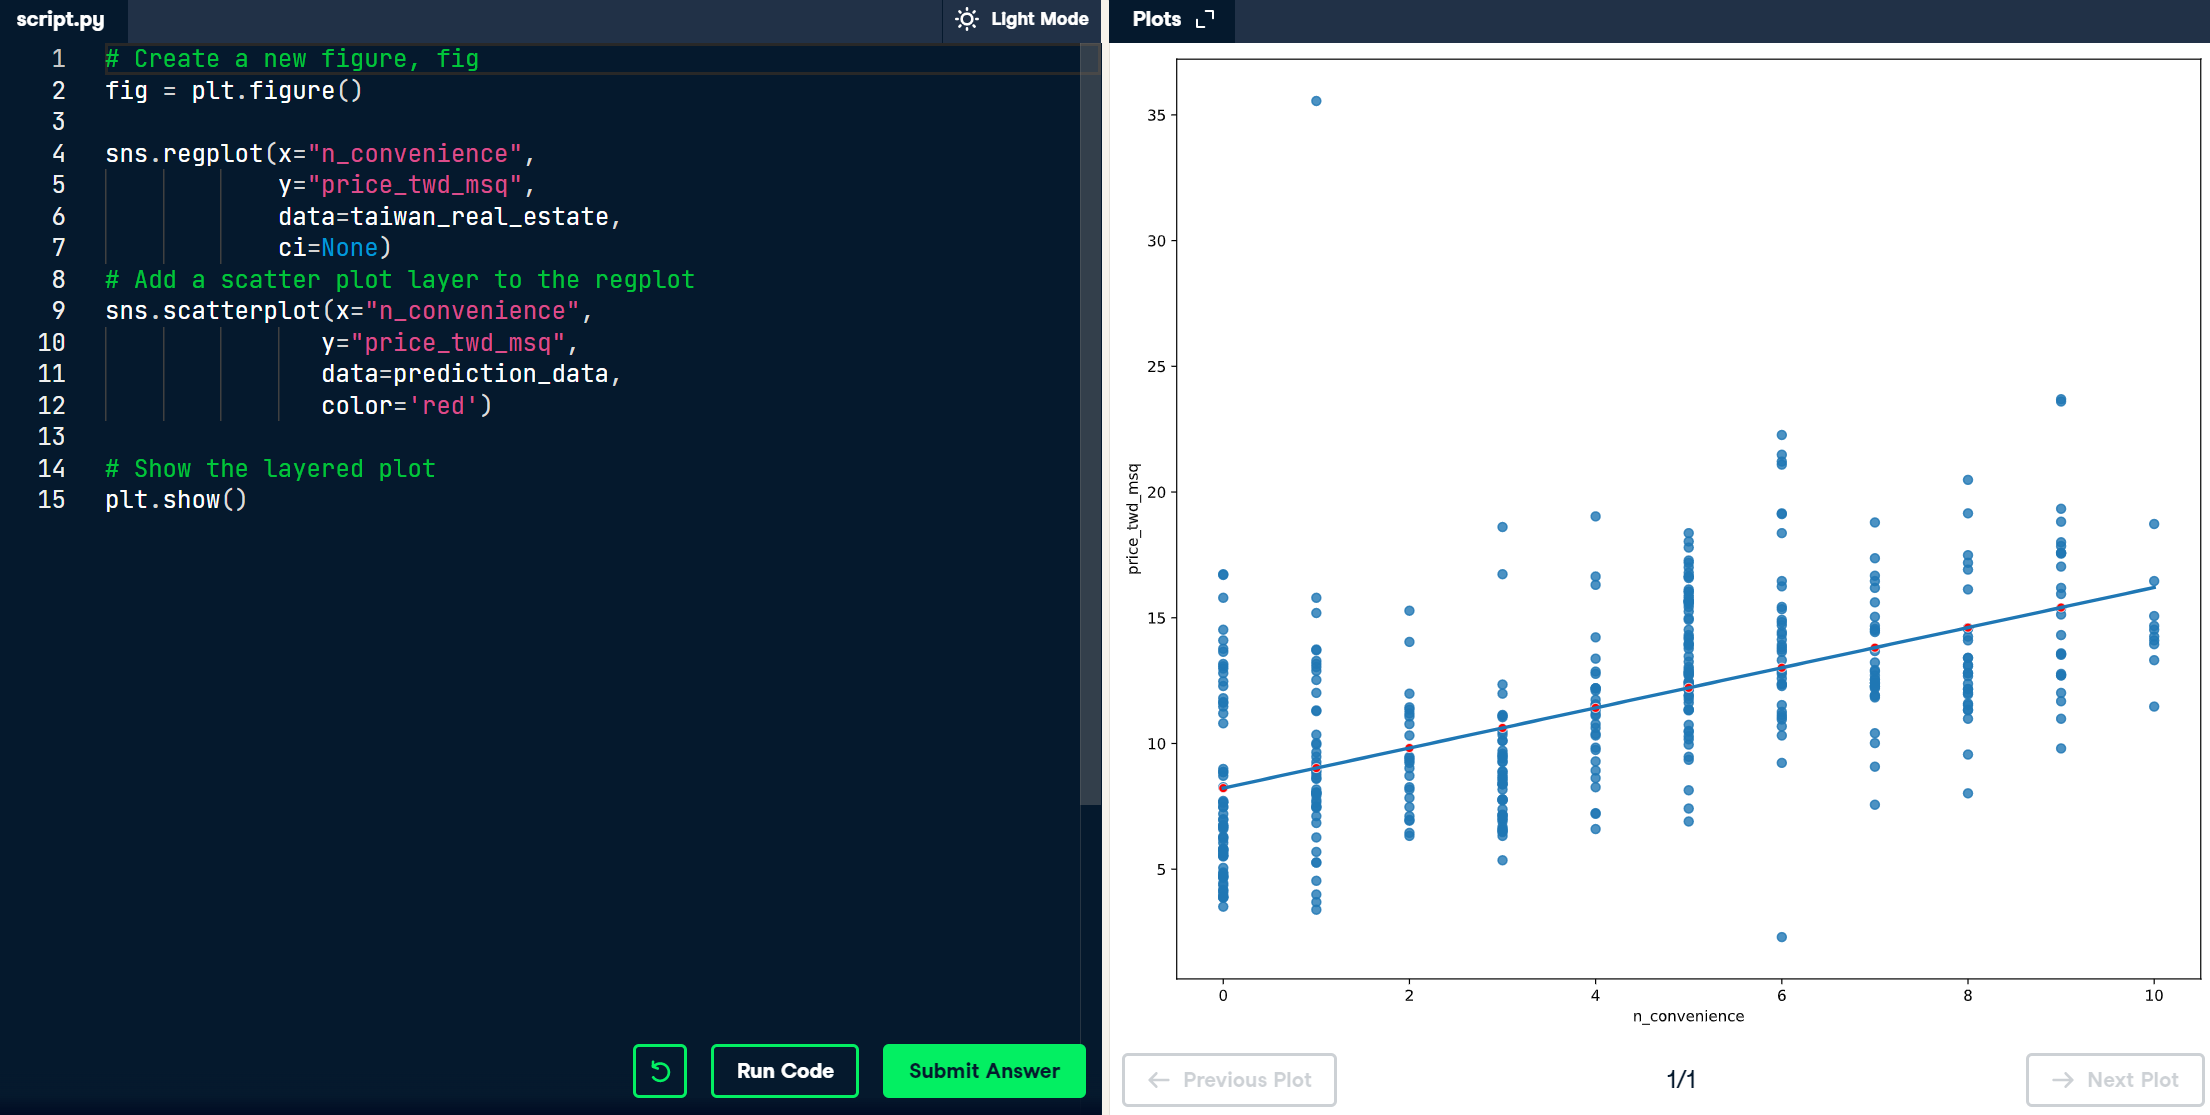 script.py
Light Mode
1 # Create a new figure, fig
2 fig = plt.figure()
3
4 sns.regplot(x="n_convenience",
5 y="price_twd_msq",
6 data=taiwan_real_estate,
7 ci=None)
8 # Add a scatter plot layer to the regplot
9 sns.scatterplot(x="n_convenience",
10 y="price_twd_msq",
11 data=prediction_data,
12 color='red')
13
14 # Show the layered plot
15 plt.show()
Run Code
Submit Answer
Plots
35
30
25
20
15
10
5
price_twd_msq
0 2 4 6 8 10
n_convenience
Previous Plot
1/1
Next Plot